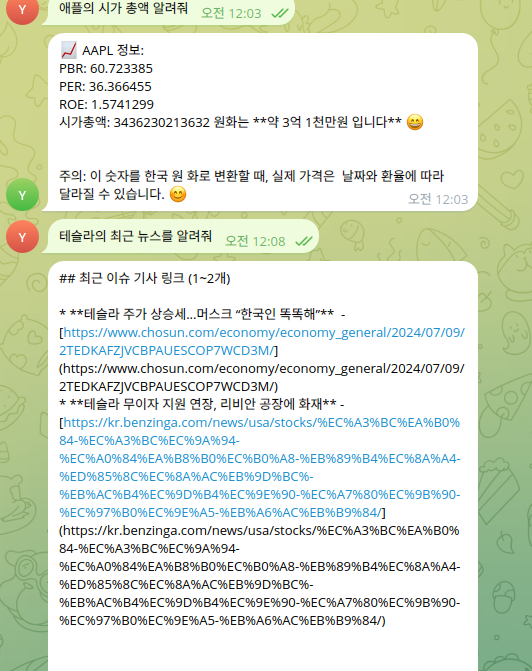 Y
애플의 시가 총액 알려줘
오전 12:03
📈 AAPL 정보:
PBR: 60.723385
PER: 36.366455
ROE: 1.5741299
시가총액: 3436230213632 원화는 **약 3억 1천만원 입니다** 😄
주의: 이 숫자를 한국 원 화로 변환할 때, 실제 가격은 날짜와 환율에 따라
달라질 수 있습니다. 😊
오전 12:03
Y
Y
테슬라의 최근 뉴스를 알려줘
오전 12:08
## 최근 이슈 기사 링크 (1~2개)
* **테슬라 주가 상승세...머스크 “한국인 똑똑해”** -
[https://www.chosun.com/economy/economy_general/2024/07/09/
2TEDKAFZJVCBPAUESCOP7WCD3M/]
(https://www.chosun.com/economy/economy_general/2024/07/09/
2TEDKAFZJVCBPAUESCOP7WCD3M/)
* **테슬라 무이자 지원 연장, 리비안 공장에 화재** -
[https://kr.benzinga.com/news/usa/stocks/%EC%A3%BC%EA%B0%
84-%EC%A3%BC%EC%9A%94-
%EC%A0%84%EA%B8%B0%EC%B0%A8-%EB%89%B4%EC%8A%A4-
%ED%85%8C%EC%8A%AC%EB%9D%BC%-
%EB%AC%B4%EC%9D%B4%EC%9E%90-%EC%A7%80%EC%9B%90-
%EC%97%B0%EC%9E%A5-%EB%A6%AC%EB%B9%84/]
(https://kr.benzinga.com/news/usa/stocks/%EC%A3%BC%EA%B0%
84-%EC%A3%BC%EC%9A%94-
%EC%A0%84%EA%B8%B0%EC%B0%A8-%EB%89%B4%EC%8A%A4-
%ED%85%8C%EC%8A%AC%EB%9D%BC%-
%EB%AC%B4%EC%9D%B4%EC%9E%90-%EC%A7%80%EC%9B%90-
%EC%97%B0%EC%9E%A5-%EB%A6%AC%EB%B9%84/)